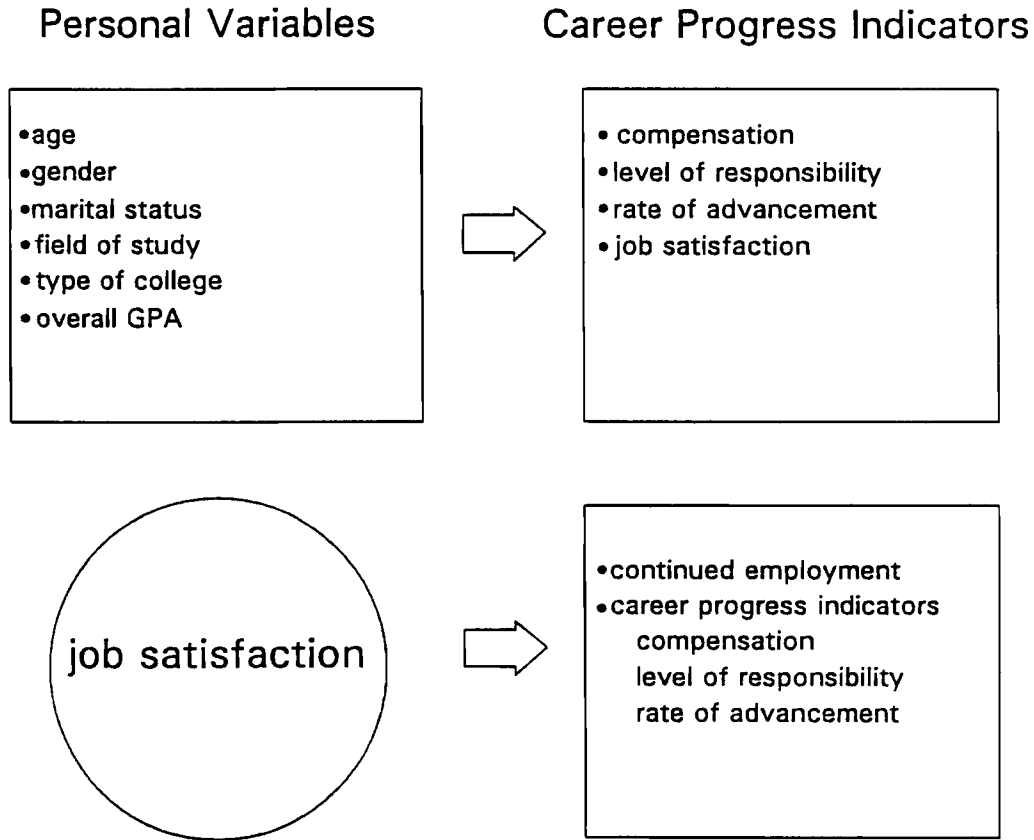 Personal Variables
Career Progress Indicators
•age
•gender
•marital status
•field of study
•type of college
•overall GPA
• compensation
•level of responsibility
•rate of advancement
•job satisfaction
job satisfaction
•continued employment
•career progress indicators
compensation
level of responsibility
rate of advancement